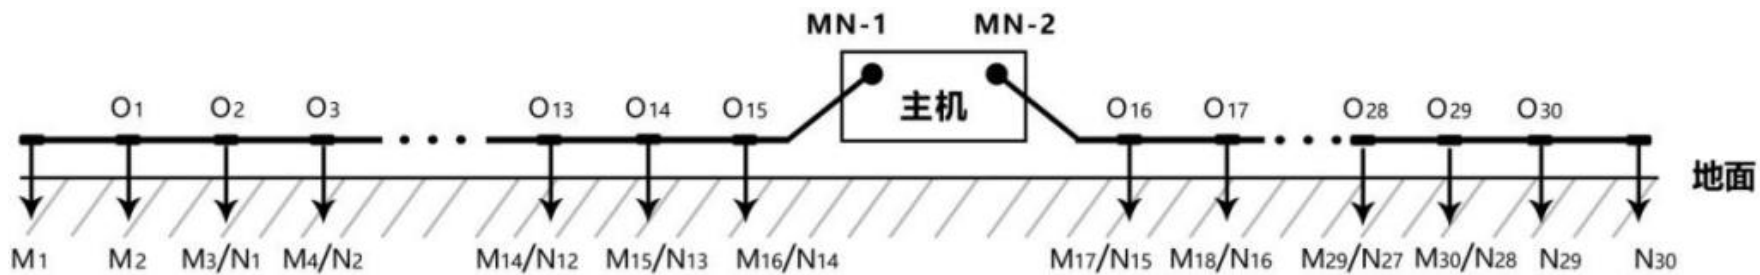 MN-1 MN-2
O1 O2 O3 O13 O14 O15 主机 O16 O17 O28 O29 O30
地面
M1 M2 M3/N1 M4/N2 M14/N12 M15/N13 M16/N14 M17/N15 M18/N16 M29/N27 M30/N28 N29 N30